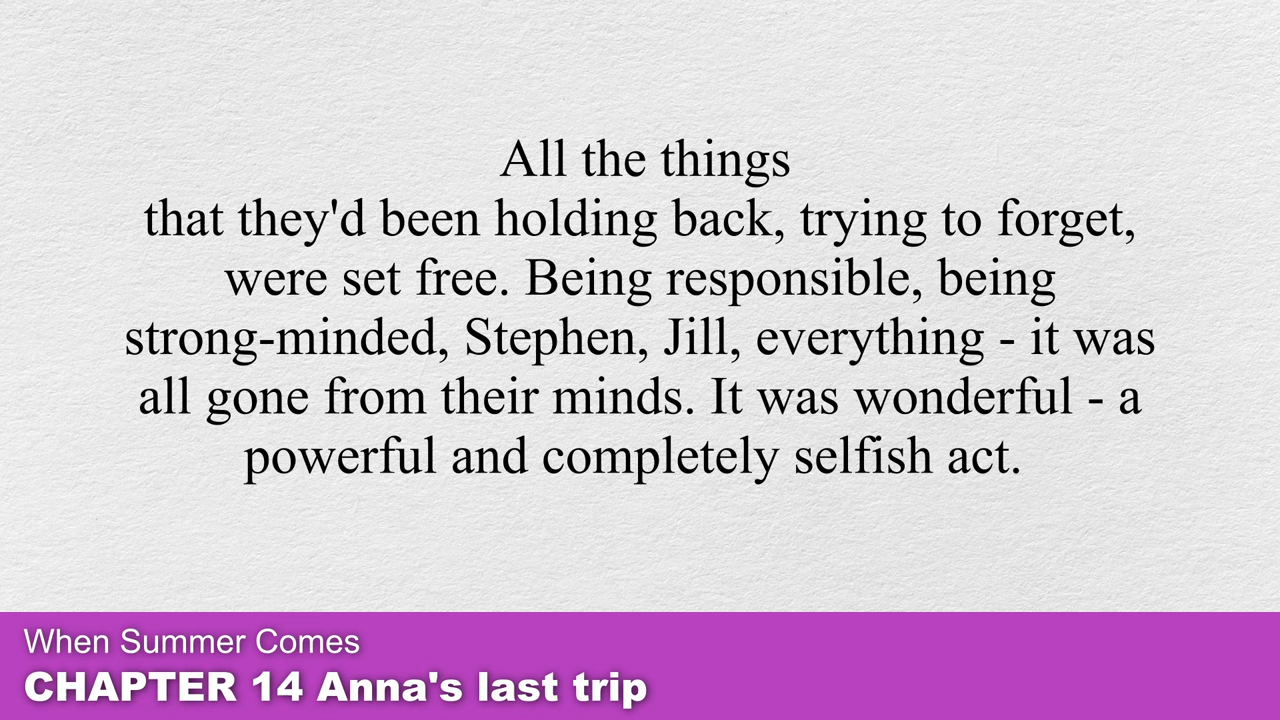 All the things
that they'd been holding back, trying to forget,
were set free. Being responsible, being
strong-minded, Stephen, Jill, everything - it was
all gone from their minds. It was wonderful - a
powerful and completely selfish act.
When Summer Comes
CHAPTER 14 Anna's last trip